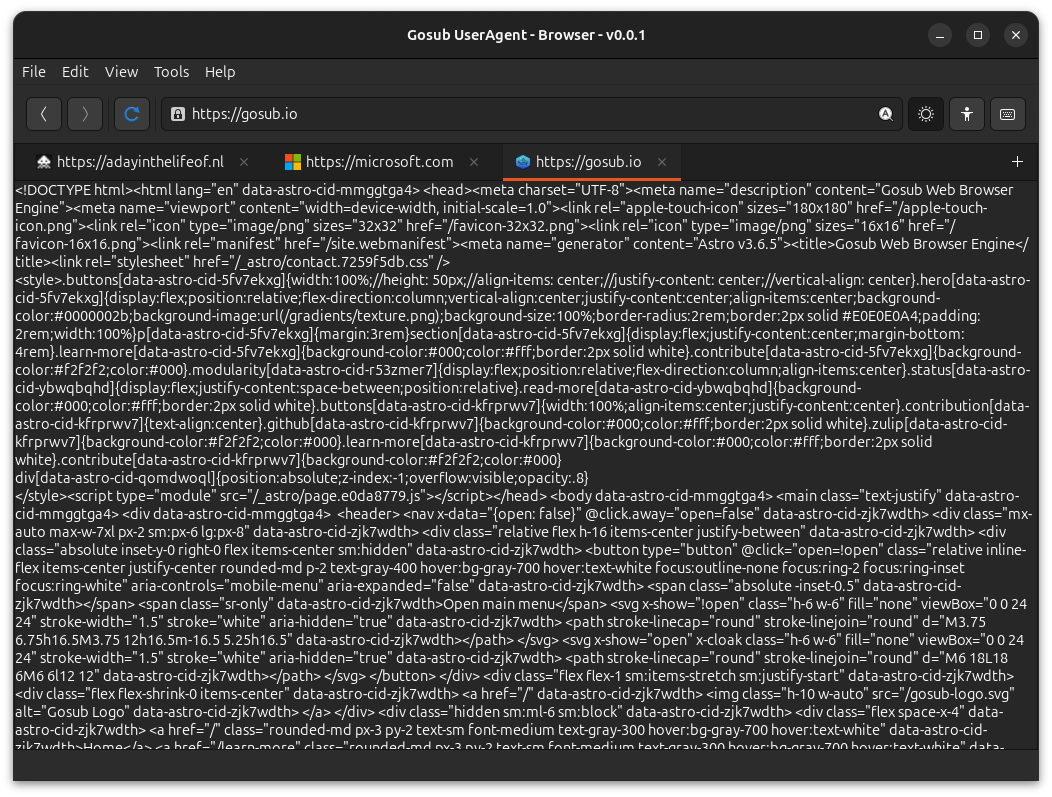 Gosub UserAgent - Browser - v0.0.1
File Edit View Tools Help
https://gosub.io
https://adayinthelifeof.nl https://microsoft.com https://gosub.io
<!DOCTYPE html><html lang="en" data-astro-cid-mmggtga4> <head><meta charset="UTF-8"><meta name="description" content="Gosub Web Browser
Engine"><meta name="viewport" content="width=device-width, initial-scale=1.0"><link rel="apple-touch-icon" sizes="180x180" href="/apple-touch-
icon.png"><link rel="icon" type="image/png" sizes="32x32" href="/favicon-32x32.png"><link rel="icon" type="image/png" sizes="16x16" href="/
favicon-16x16.png"><link rel="manifest" href="/site.webmanifest"><meta name="generator" content="Astro v3.6.5"><title>Gosub Web Browser Engine</
title><link rel="stylesheet" href="/_astro/contact.7259f5db.css" />
<style>.buttons[data-astro-cid-5fv7ekxg]{width:100%;//height: 50px;//align-items: center;//justify-content: center;//vertical-align: center}.hero[data-astro-
cid-5fv7ekxg]{display:flex;position:relative;flex-direction:column;vertical-align:center;justify-content:center;align-items:center;background-
color:#0000002b;background-image:url(/gradients/texture.png);background-size:100%;border-radius:2rem;border:2px solid #E0E0E0A4;padding:
2rem;width:100%}p[data-astro-cid-5fv7ekxg]{margin:3rem}section[data-astro-cid-5fv7ekxg]{display:flex;justify-content:center;margin-bottom:
4rem}.learn-more[data-astro-cid-5fv7ekxg]{background-color:#000;color:#fff;border:2px solid white}.contribute[data-astro-cid-5fv7ekxg]{background-
color:#f2f2f2;color:#000}.modularity[data-astro-cid-r53zmer7]{display:flex;position:relative;flex-direction:column;align-items:center}.status[data-astro-
cid-ybwqbqhd]{display:flex;justify-content:space-between;position:relative}.read-more[data-astro-cid-ybwqbqhd]{background-
color:#000;color:#fff;border:2px solid white}.buttons[data-astro-cid-kfrprwv7]{width:100%;align-items:center;justify-content:center}.contribution[data-
astro-cid-kfrprwv7]{text-align:center}.github[data-astro-cid-kfrprwv7]{background-color:#000;color:#fff;border:2px solid white}.zulip[data-astro-cid-
kfrprwv7]{background-color:#f2f2f2;color:#000}.learn-more[data-astro-cid-kfrprwv7]{background-color:#000;color:#fff;border:2px solid
white}.contribute[data-astro-cid-kfrprwv7]{background-color:#f2f2f2;color:#000}
div[data-astro-cid-qomdwoql]{position:absolute;z-index:-1;overflow:visible;opacity:.8}
</style><script type="module" src="/_astro/page.e0da8779.js"></script></head> <body data-astro-cid-mmggtga4> <main class="text-justify" data-astro-
cid-mmggtga4> <div data-astro-cid-mmggtga4>  <header> <nav x-data="{open: false}" @click.away="open=false" data-astro-cid-zjk7wdth> <div class="mx-
auto max-w-7xl px-2 sm:px-6 lg:px-8" data-astro-cid-zjk7wdth> <div class="relative flex h-16 items-center justify-between" data-astro-cid-zjk7wdth> <div
class="absolute inset-y-0 right-0 flex items-center sm:hidden" data-astro-cid-zjk7wdth> <button type="button" @click="open=!open" class="relative inline-
flex items-center justify-center rounded-md p-2 text-gray-400 hover:bg-gray-700 hover:text-white focus:outline-none focus:ring-2 focus:ring-inset
focus:ring-white" aria-controls="mobile-menu" aria-expanded="false" data-astro-cid-zjk7wdth> <span class="absolute -inset-0.5" data-astro-cid-
zjk7wdth></span> <span class="sr-only" data-astro-cid-zjk7wdth>Open main menu</span> <svg x-show="!open" class="h-6 w-6" fill="none" viewBox="0 0 24
24" stroke-width="1.5" stroke="white" aria-hidden="true" data-astro-cid-zjk7wdth> <path stroke-linecap="round" stroke-linejoin="round" d="M3.75
6.75h16.5M3.75 12h16.5m-16.5 5.25h16.5" data-astro-cid-zjk7wdth></path> </svg> <svg x-show="open" x-cloak class="h-6 w-6" fill="none" viewBox="0 0 24
24" stroke-width="1.5" stroke="white" aria-hidden="true" data-astro-cid-zjk7wdth> <path stroke-linecap="round" stroke-linejoin="round" d="M6 18L18
6M6 6l12 12" data-astro-cid-zjk7wdth></path> </svg> </button> </div> <div class="flex flex-1 sm:items-stretch sm:justify-start" data-astro-cid-zjk7wdth>
<div class="flex flex-shrink-0 items-center" data-astro-cid-zjk7wdth> <a href="/" data-astro-cid-zjk7wdth> <img class="h-10 w-auto" src="/gosub-logo.svg"
alt="Gosub Logo" data-astro-cid-zjk7wdth> </a> </div> <div class="hidden sm:ml-6 sm:block" data-astro-cid-zjk7wdth> <div class="flex space-x-4" data-
astro-cid-zjk7wdth> <a href="/" class="rounded-md px-3 py-2 text-sm font-medium text-gray-300 hover:bg-gray-700 hover:text-white" data-astro-cid-
zjk7wdth>Home</a> <a href="/learn-more" class="rounded-md px-3 py-2 text-sm font-medium text-gray-300 hover:bg-gray-700 hover:text-white" data-